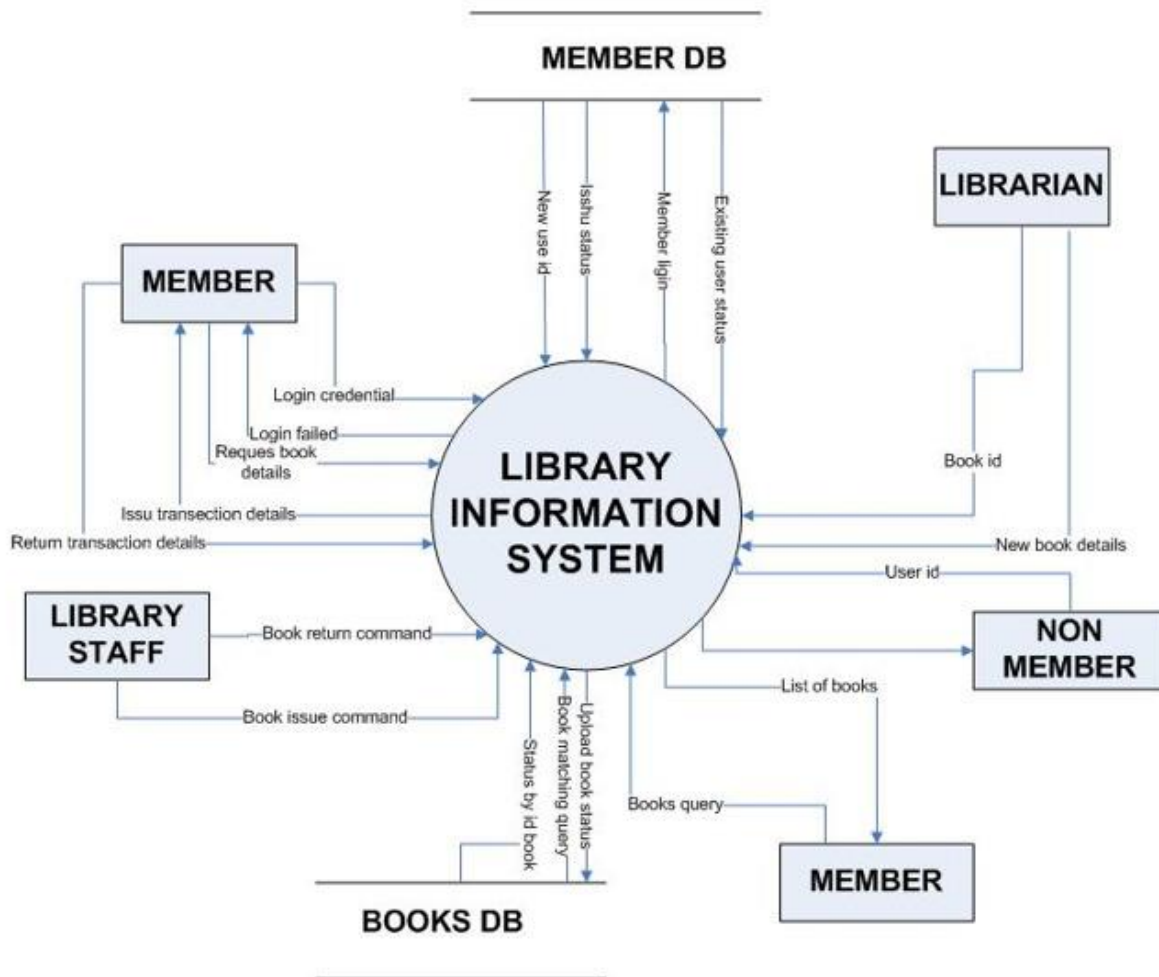 MEMBER DB
New use id
Isshu status
Member ligin
Existing user status
LIBRARIAN
MEMBER
Login credential
Login failed
Reques book
details
Issu transection details
Return transaction details
LIBRARY
INFORMATION
SYSTEM
Book id
New book details
User id
LIBRARY
STAFF
Book return command
Book issue command
NON
MEMBER
List of books
Status by id book
Book matching query
Upload book status
Books query
MEMBER
BOOKS DB